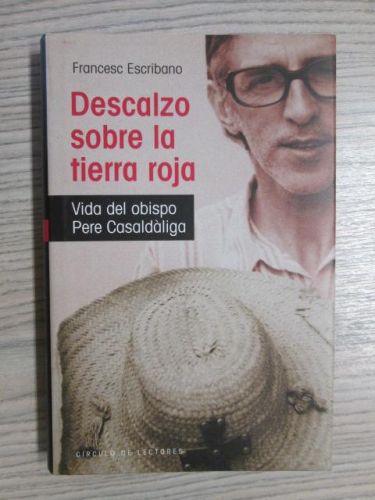 Francesc Escribano
Descalzo
sobre la
tierra roja
Vida del obispo
Pere Casaldàliga
CÍRCULO DE LECTORES